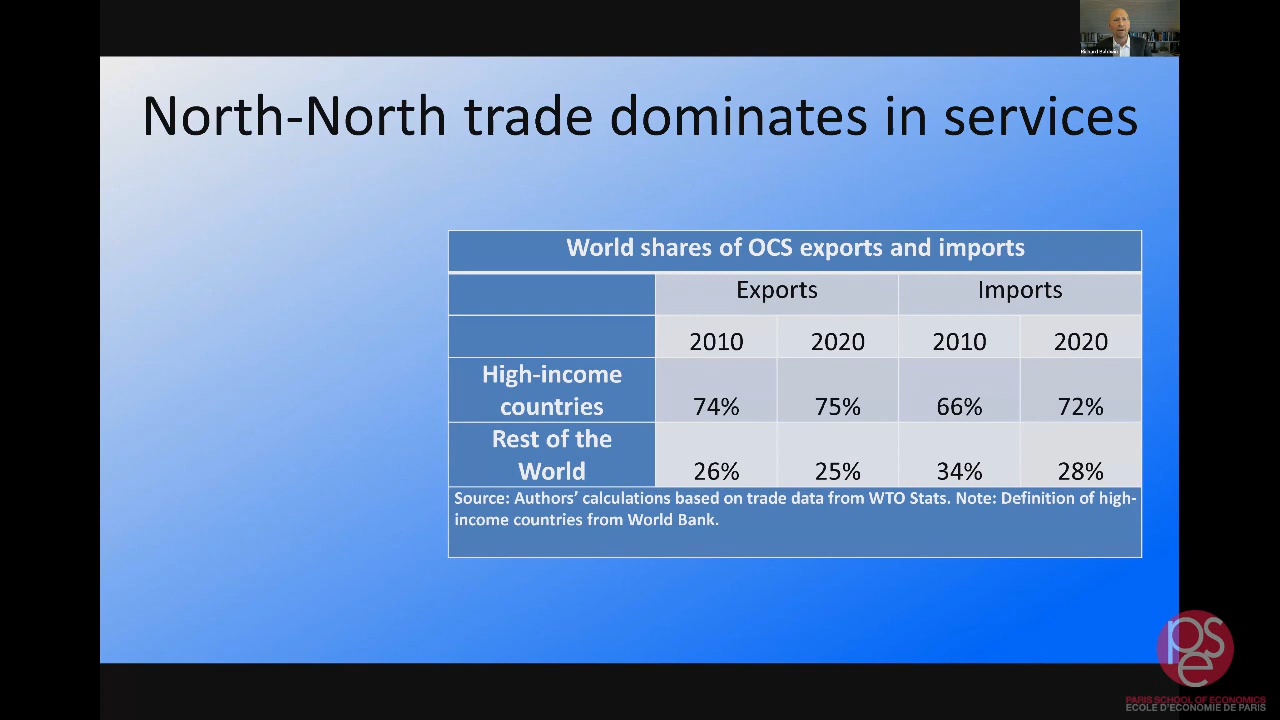 Richard Baldwin
North-North trade dominates in services
World shares of OCS exports and imports
Exports Imports
2010 2020 2010 2020
High-income
countries 74% 75% 66% 72%
Rest of the
World 26% 25% 34% 28%
Source: Authors’ calculations based on trade data from WTO Stats. Note: Definition of high-
income countries from World Bank.
pse
PARIS SCHOOL OF ECONOMICS
ECOLE D'ECONOMIE DE PARIS